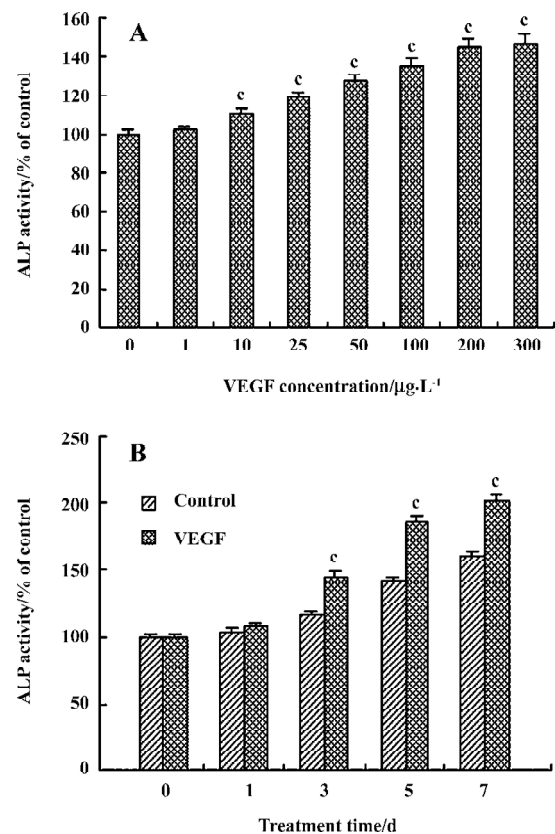 A
160
140
120
100
80
60
40
20
0
ALP activity/% of control
c c c c c c
0 1 10 25 50 100 200 300
VEGF concentration/µg·L⁻¹
B
250
200
150
100
50
0
ALP activity/% of control
Control
VEGF
c c c
0 1 3 5 7
Treatment time/d